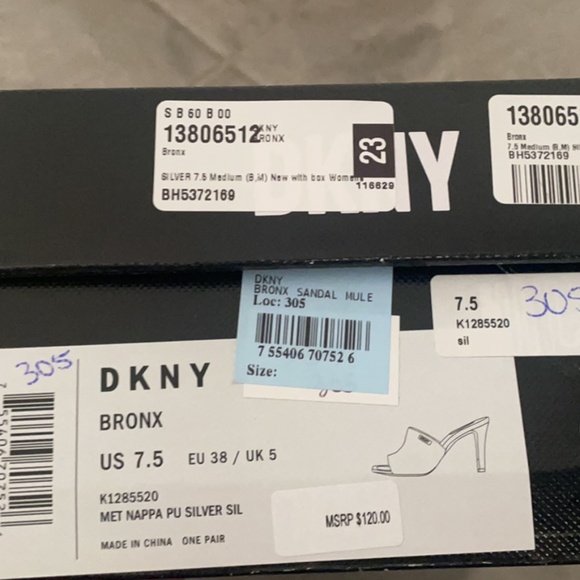 S B 60 B 00
13806512
KNY
BRONX
Bronx
SILVER 7.5 Medium (B,M) New with box Womens
BH5372169
23
116629
DKNY
138065
Bronx
7.5 Medium (B,M)
BH5372169
DKNY
BRONX SANDAL MULE
Loc: 305
7 55406 70752 6
Size:
7.5
K1285520
sil
305
305
DKNY
BRONX
US 7.5 EU 38 / UK 5
K1285520
MET NAPPA PU SILVER SIL
MADE IN CHINA ONE PAIR
MSRP $120.00